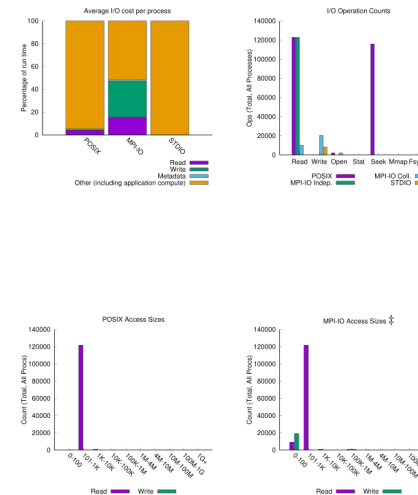 Average I/O cost per process
Percentage of run time
100
80
60
40
20
0
POSIX
MPI-IO
STDIO
Read
Write
Metadata
Other (including application compute)
I/O Operation Counts
Ops (Total, All Processes)
140000
120000
100000
80000
60000
40000
20000
0
Read Write Open Stat Seek Mmap Fsy
POSIX MPI-IO Coll.
MPI-IO Indep. STDIO
POSIX Access Sizes
Count (Total, All Procs)
140000
120000
100000
80000
60000
40000
20000
0
0-100
101-1K
1K-10K
10K-100K
100K-1M
1M-4M
4M-10M
10M-100M
100M-1G
1G+
Read Write
MPI-IO Access Sizes ‡
Count (Total, All Procs)
140000
120000
100000
80000
60000
40000
20000
0
0-100
101-1K
1K-10K
10K-100K
100K-1M
1M-4M
4M-10M
10M-100M
Read Write